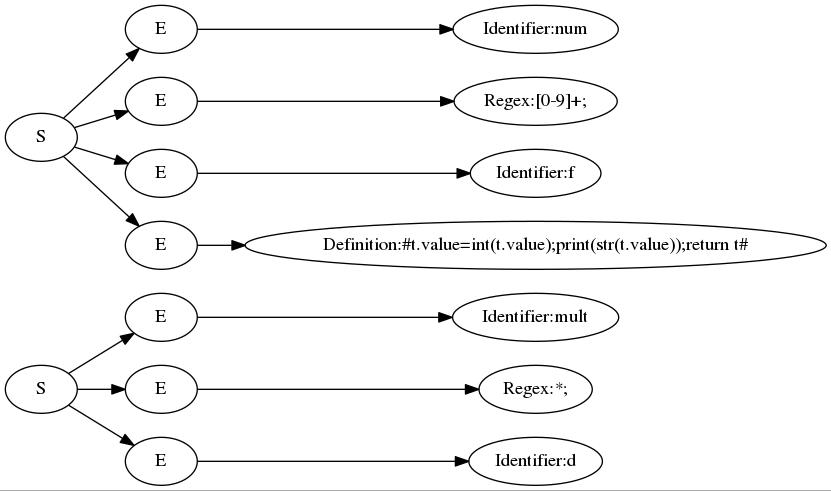 E
Identifier:num
E
Regex:[0-9]+;
S
E
Identifier:f
E
Definition:#t.value=int(t.value);print(str(t.value));return t#
E
Identifier:mult
S
E
Regex:*;
E
Identifier:d